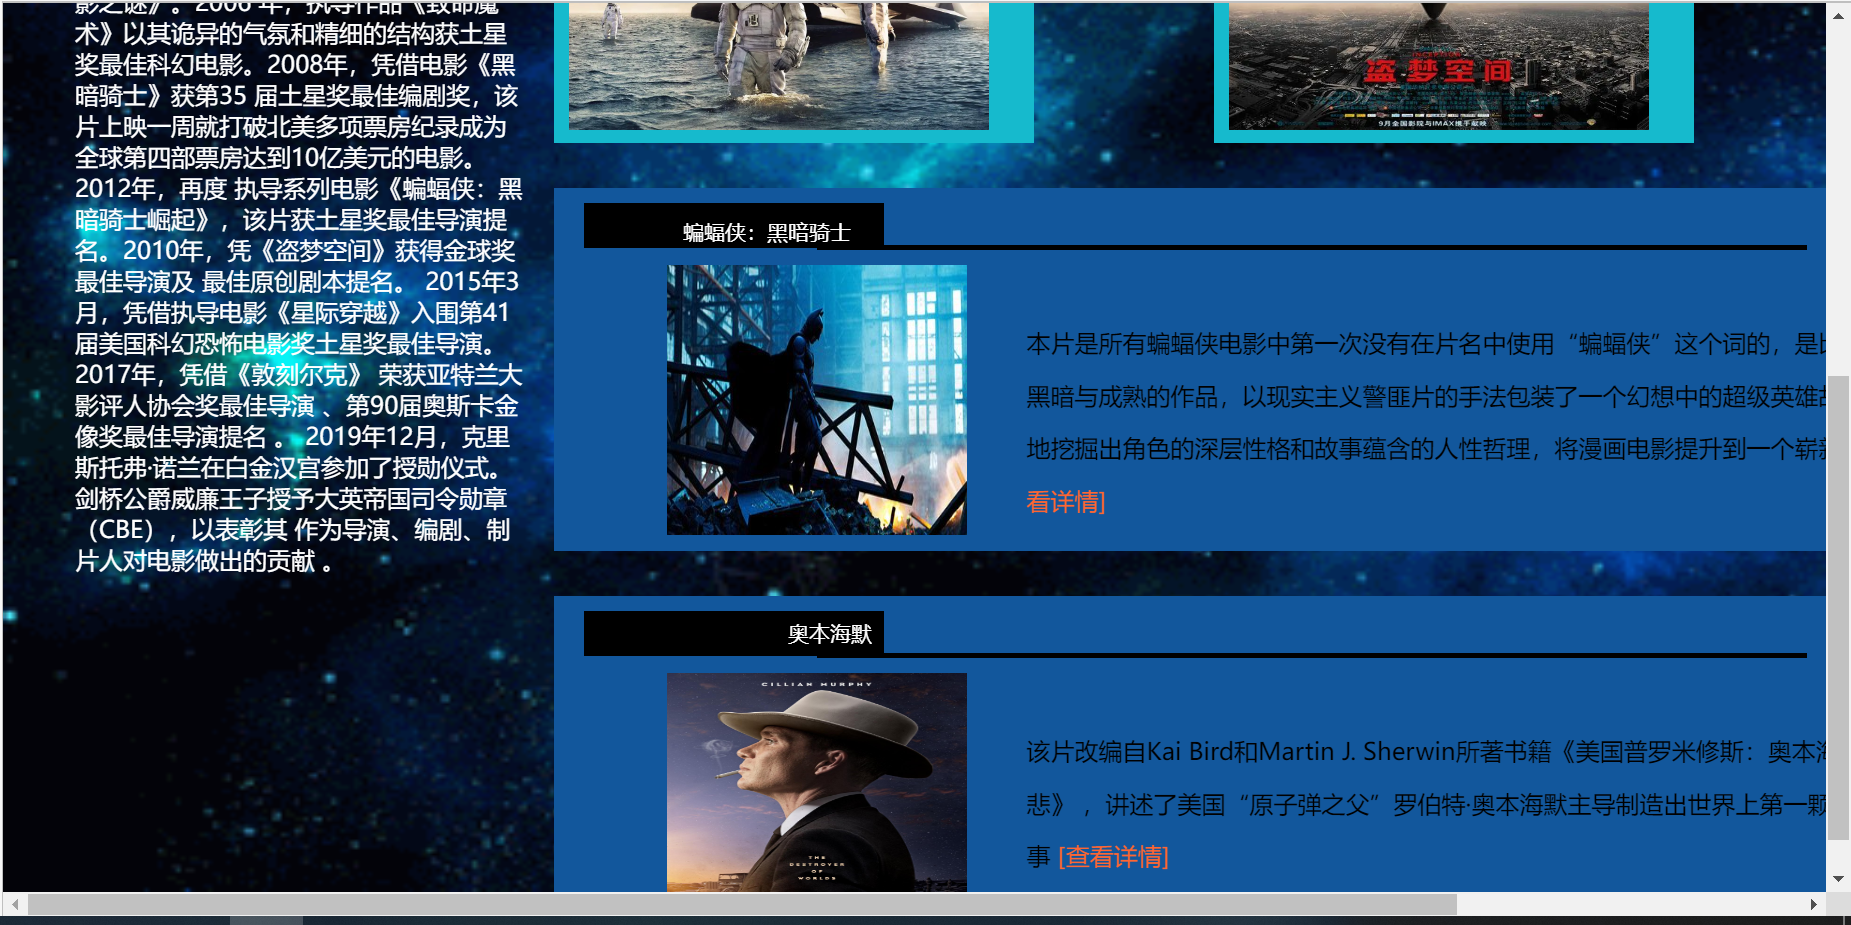 影之谜》。2006 年，执导作品《致命魔
术》以其诡异的气氛和精细的结构获土星
奖最佳科幻电影。2008年，凭借电影《黑
暗骑士》获第35 届土星奖最佳编剧奖，该
片上映一周就打破北美多项票房纪录成为
全球第四部票房达到10亿美元的电影。
2012年，再度 执导系列电影《蝙蝠侠：黑
暗骑士崛起》，该片获土星奖最佳导演提
名。2010年，凭《盗梦空间》获得金球奖
最佳导演及 最佳原创剧本提名。 2015年3
月，凭借执导电影《星际穿越》入围第41
届美国科幻恐怖电影奖土星奖最佳导演。
2017年，凭借《敦刻尔克》 荣获亚特兰大
影评人协会奖最佳导演 、第90届奥斯卡金
像奖最佳导演提名 。 2019年12月，克里
斯托弗·诺兰在白金汉宫参加了授勋仪式。
剑桥公爵威廉王子授予大英帝国司令勋章
（CBE），以表彰其 作为导演、编剧、制
片人对电影做出的贡献 。
INCEPTION
盗梦空间
9月全国影院与IMAX携手献映
蝙蝠侠：黑暗骑士
本片是所有蝙蝠侠电影中第一次没有在片名中使用“蝙蝠侠”这个词的，是
黑暗与成熟的作品，以现实主义警匪片的手法包装了一个幻想中的超级英雄
地挖掘出角色的深层性格和故事蕴含的人性哲理，将漫画电影提升到一个崭
看详情]
奥本海默
CILLIAN MURPHY
THE
DESTROYER
OF
WORLDS
该片改编自Kai Bird和Martin J. Sherwin所著书籍《美国普罗米修斯：奥本
悲》 ，讲述了美国“原子弹之父”罗伯特·奥本海默主导制造出世界上第一颗
事 [查看详情]